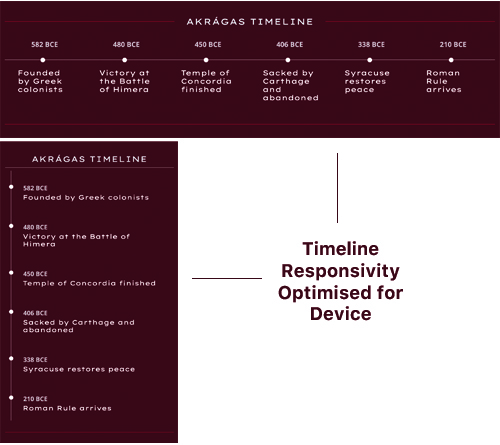 AKRÁGAS TIMELINE
582 BCE
Founded
by Greek
colonists
480 BCE
Victory at
the Battle
of Himera
450 BCE
Temple of
Concordia
finished
406 BCE
Sacked by
Carthage
and
abandoned
338 BCE
Syracuse
restores
peace
210 BCE
Roman
Rule
arrives
AKRÁGAS TIMELINE
582 BCE
Founded by Greek colonists
480 BCE
Victory at the Battle of
Himera
450 BCE
Temple of Concordia finished
406 BCE
Sacked by Carthage and
abandoned
338 BCE
Syracuse restores peace
210 BCE
Roman Rule arrives
Timeline
Responsivity
Optimised for
Device